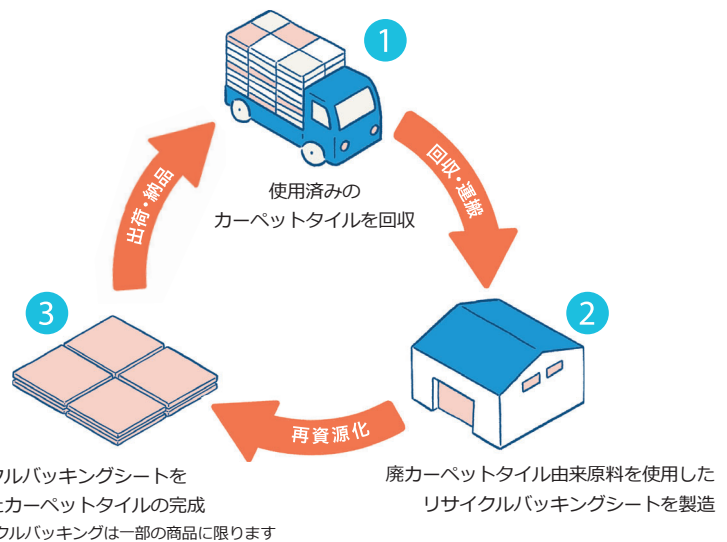 1
使用済みの
カーペットタイルを回収
回収・運搬
2
廃カーペットタイル由来原料を使用した
リサイクルバッキングシートを製造
再資源化
3
クルバッキングシートを
カーペットタイルの完成
クルバッキングは一部の商品に限ります
出荷・納品